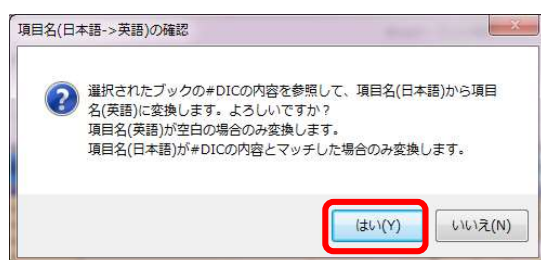 項目名(日本語->英語)の確認
選択されたブックの#DICの内容を参照して、項目名(日本語)から項目
名(英語)に変換します。よろしいですか？
項目名(英語)が空白の場合のみ変換します。
項目名(日本語)が#DICの内容とマッチした場合のみ変換します。
はい(Y) いいえ(N)